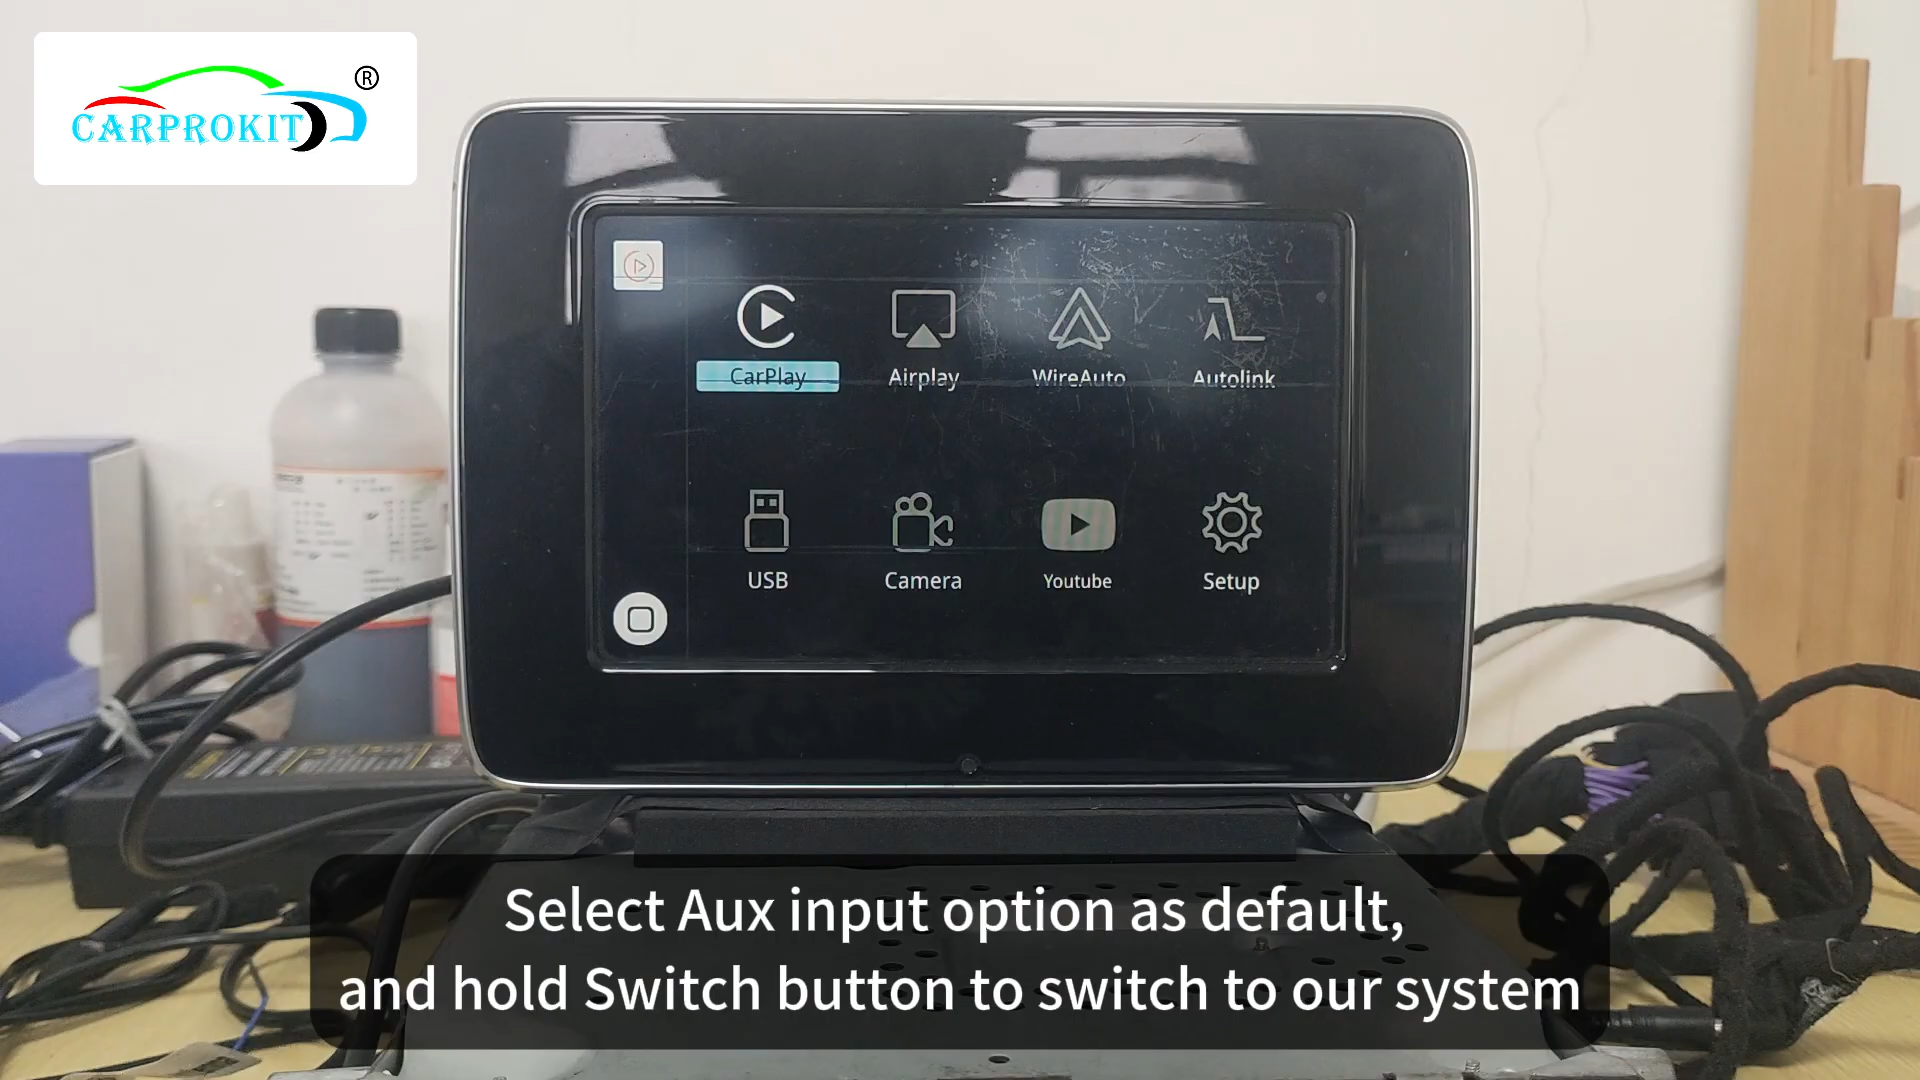 CARPROKIT
®
CarPlay
Airplay
WireAuto
Autolink
USB
Camera
Youtube
Setup
Select Aux input option as default,
and hold Switch button to switch to our system